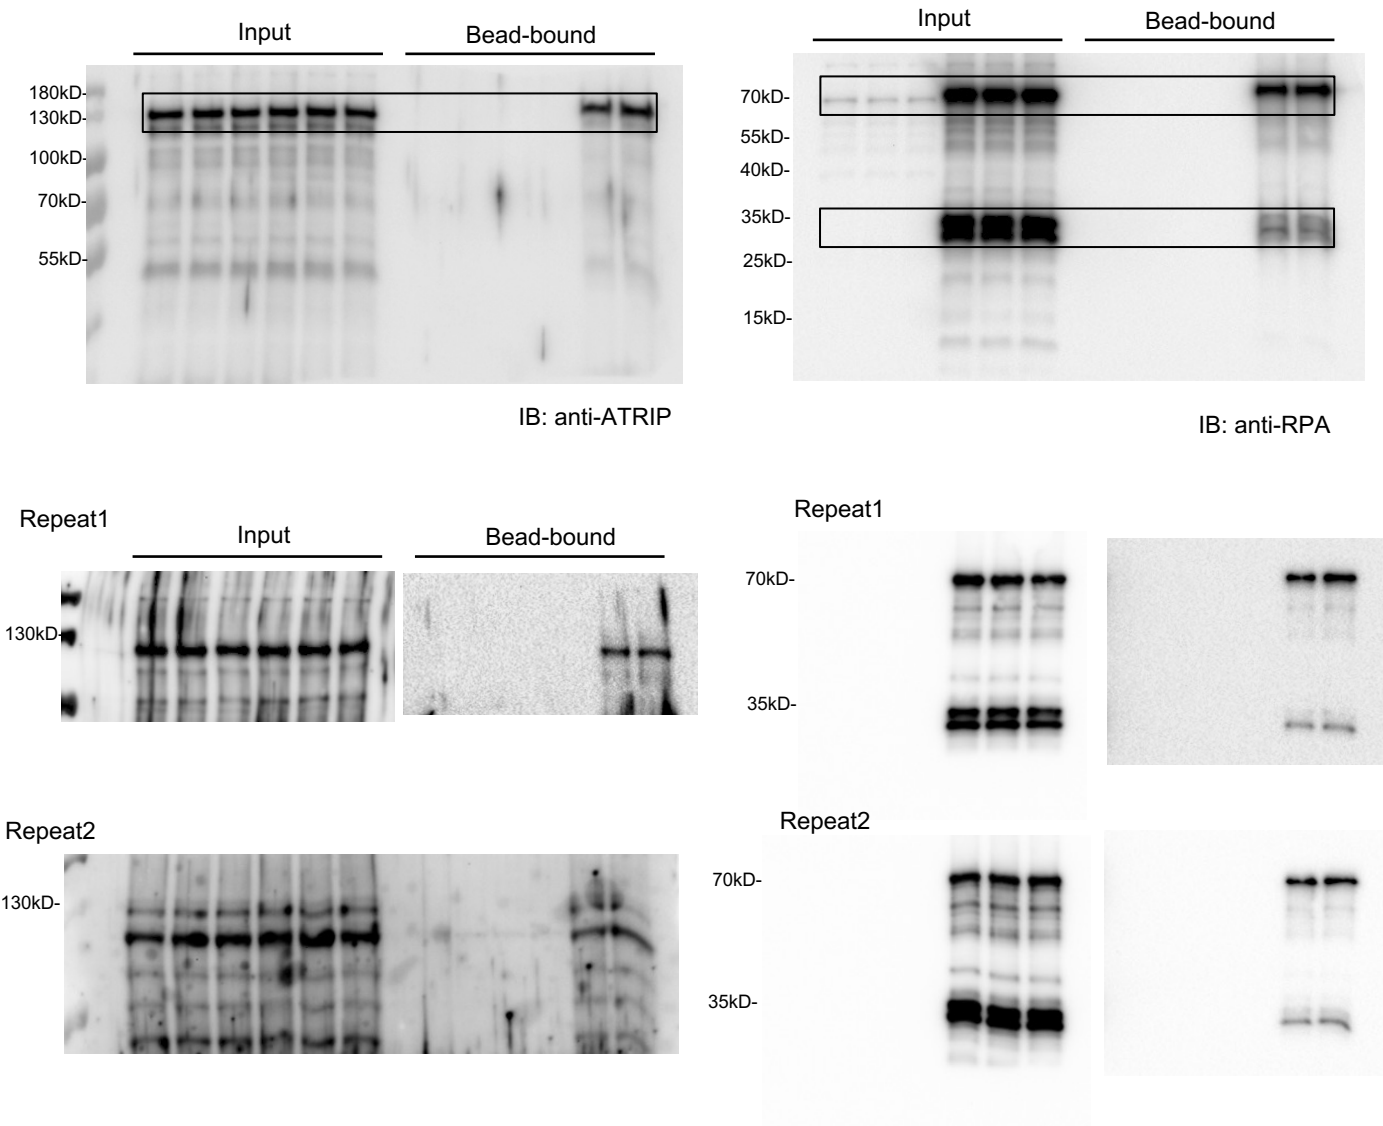 Input
Bead-bound
180kD-
130kD-
100kD-
70kD-
55kD-
IB: anti-ATRIP
Input
Bead-bound
70kD-
55kD-
40kD-
35kD-
25kD-
15kD-
IB: anti-RPA
Repeat1
Input
Bead-bound
130kD-
Repeat1
70kD-
35kD-
Repeat2
130kD-
Repeat2
70kD-
35kD-